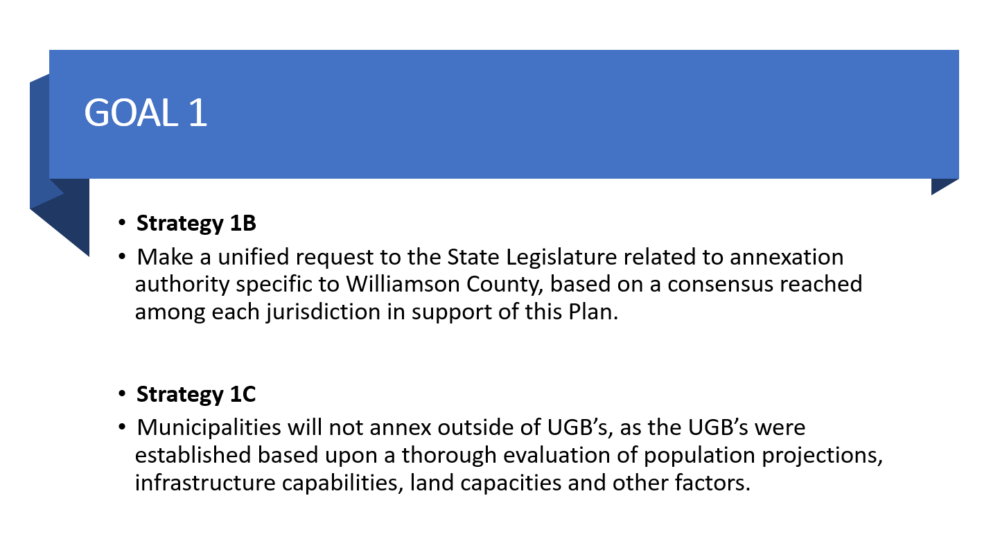 GOAL 1
• Strategy 1B
• Make a unified request to the State Legislature related to annexation
authority specific to Williamson County, based on a consensus reached
among each jurisdiction in support of this Plan.
• Strategy 1C
• Municipalities will not annex outside of UGB’s, as the UGB’s were
established based upon a thorough evaluation of population projections,
infrastructure capabilities, land capacities and other factors.